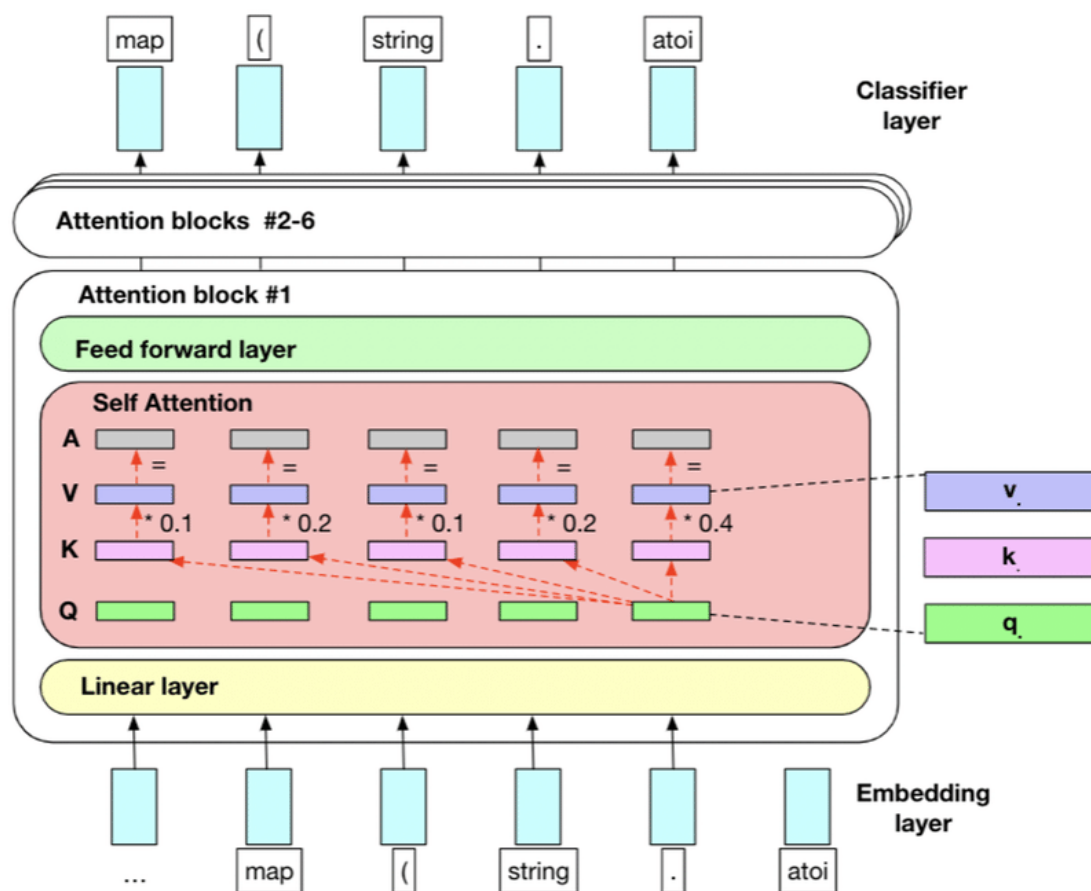 map ( string . atoi
Classifier
layer
Attention blocks #2-6
Attention block #1
Feed forward layer
Self Attention
A
= = = = =
V
v.
* 0.1 * 0.2 * 0.1 * 0.2 * 0.4
K
k.
Q
q.
Linear layer
Embedding
layer
... map ( string . atoi